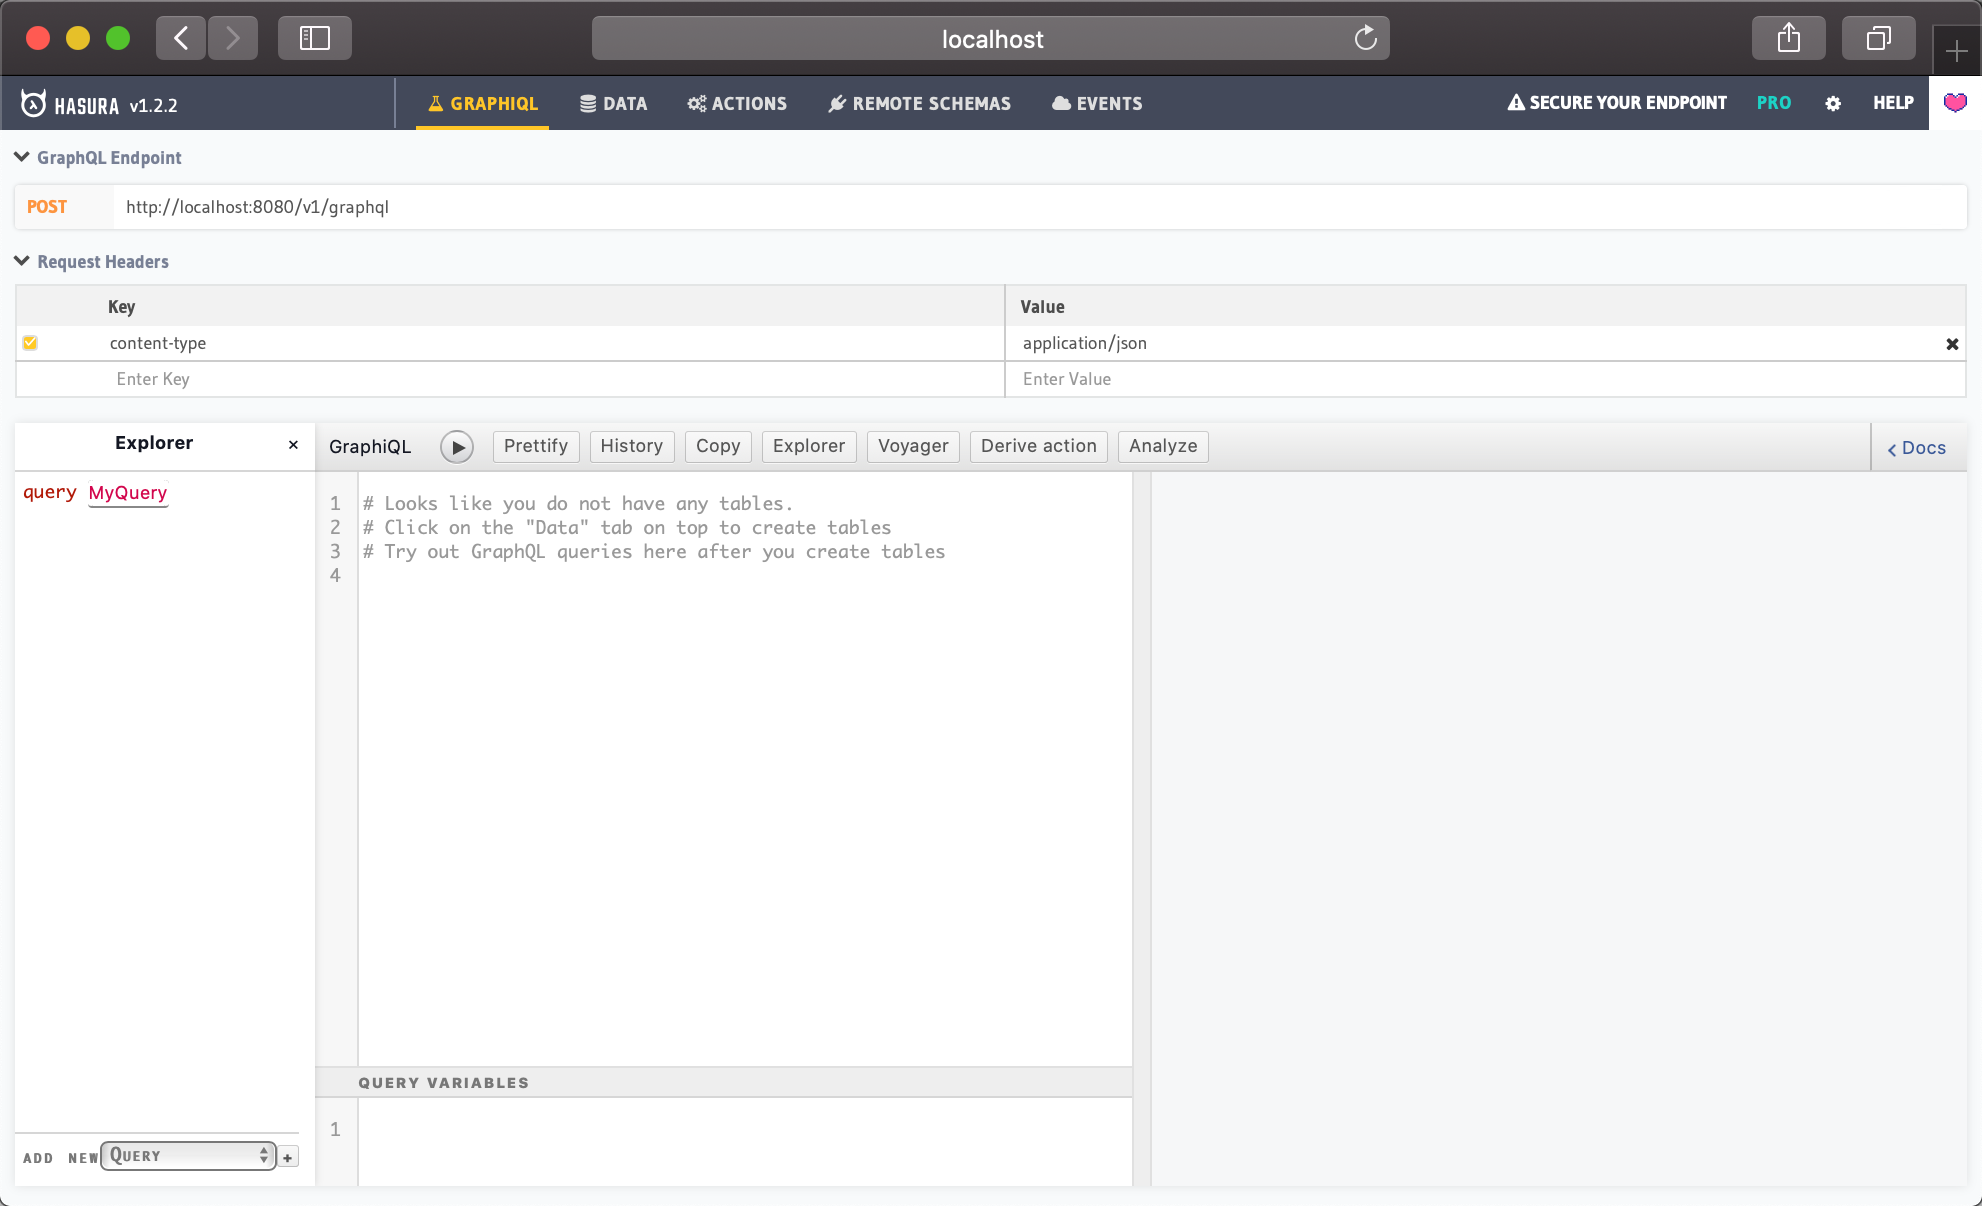 localhost
HASURA v1.2.2
GRAPHIQL DATA ACTIONS REMOTE SCHEMAS EVENTS
SECURE YOUR ENDPOINT PRO HELP
GraphQL Endpoint
POST http://localhost:8080/v1/graphql
Request Headers
Key Value
content-type application/json
Enter Key Enter Value
Explorer ×
GraphiQL Prettify History Copy Explorer Voyager Derive action Analyze
Docs
query MyQuery
1 # Looks like you do not have any tables.
2 # Click on the "Data" tab on top to create tables
3 # Try out GraphQL queries here after you create tables
4
QUERY VARIABLES
1
ADD NEW QUERY +